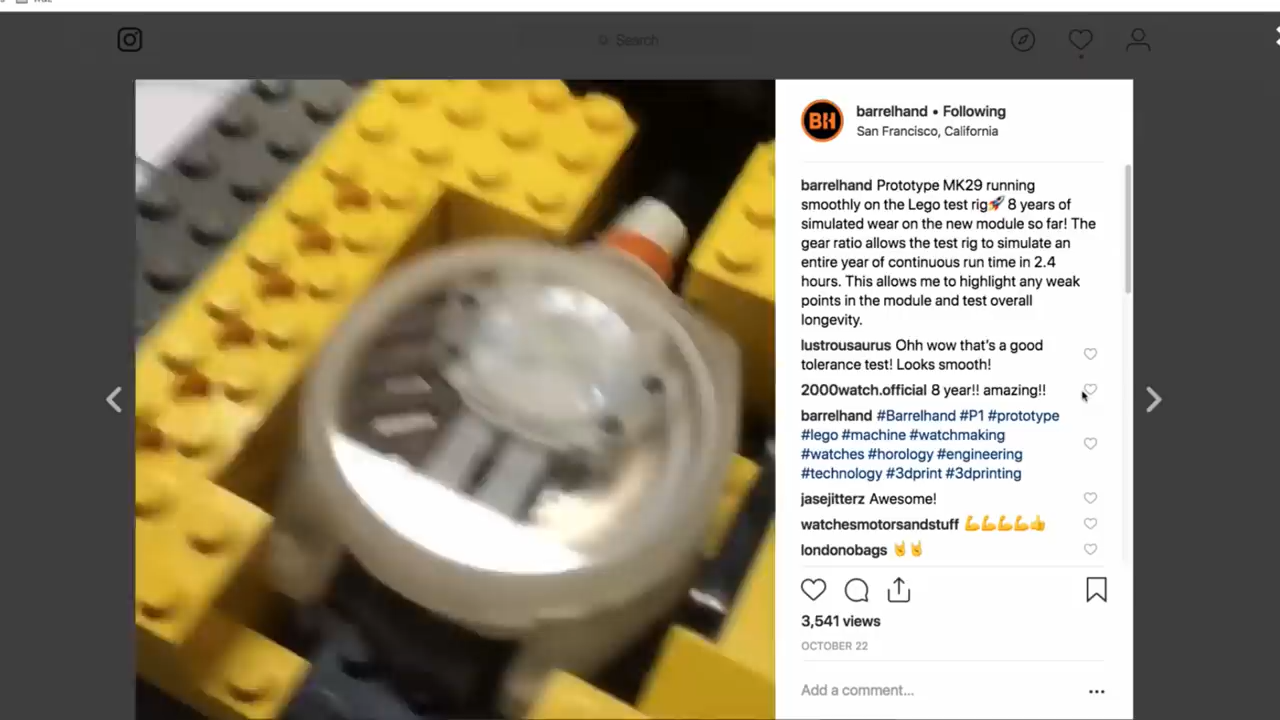 Search
BH
barrelhand • Following
San Francisco, California
barrelhand Prototype MK29 running
smoothly on the Lego test rig🚀 8 years of
simulated wear on the new module so far! The
gear ratio allows the test rig to simulate an
entire year of continuous run time in 2.4
hours. This allows me to highlight any weak
points in the module and test overall
longevity.
lustrousaurus Ohh wow that's a good
tolerance test! Looks smooth!
2000watch.official 8 year!! amazing!!
barrelhand #Barrelhand #P1 #prototype
#lego #machine #watchmaking
#watches #horology #engineering
#technology #3dprint #3dprinting
jasejitterz Awesome!
watchesmotorsandstuff 💪💪💪💪👍
londonobags 🤘🤘
3,541 views
OCTOBER 22
Add a comment...